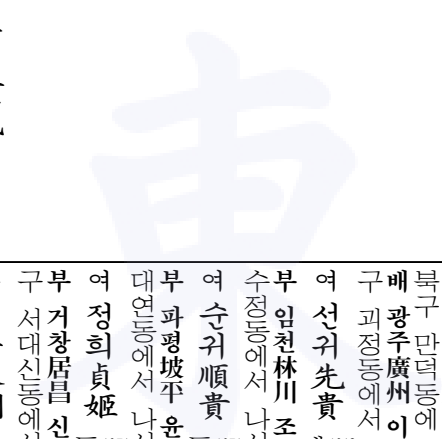 북구 만덕동에
배 광주廣州 이
구 괴정동에서
여 선귀先貴
부 임천林川 조
수정동에서 나
여 순귀順貴
부 파평坡平 윤
대연동에서 나
여 정희貞姬
부 거창居昌 신
구 서대신동에
東